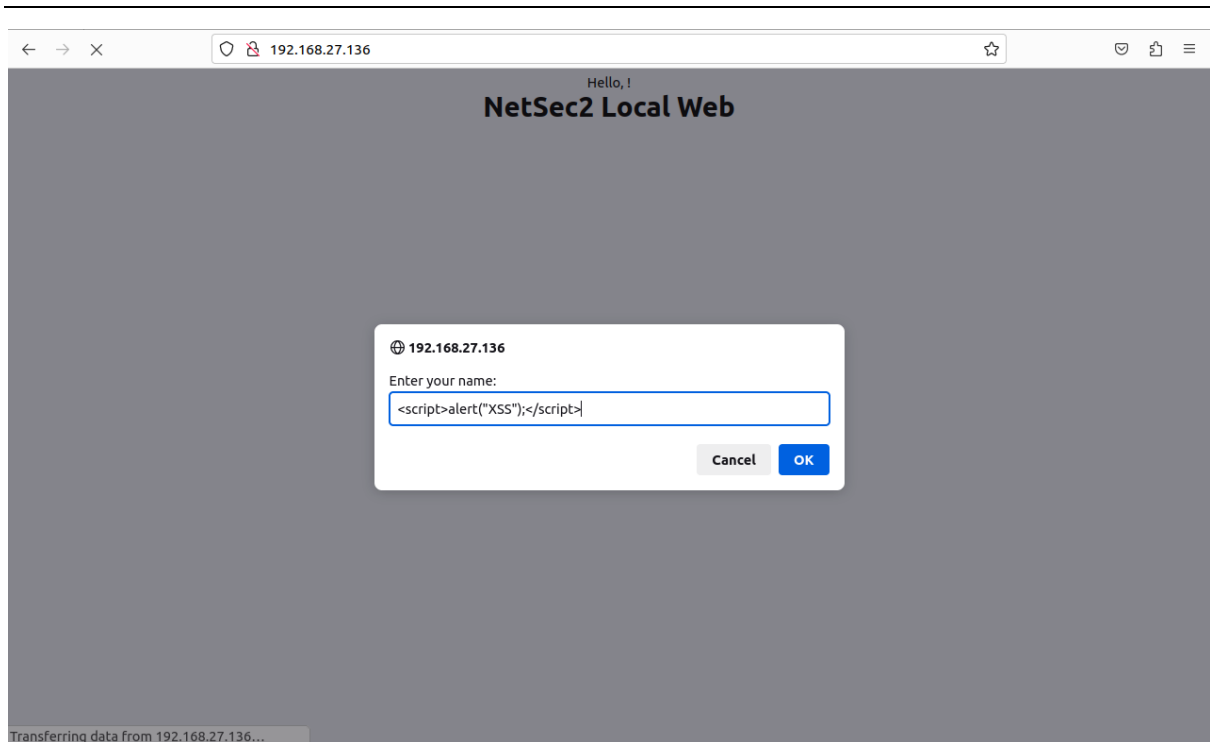 192.168.27.136
Hello, !
NetSec2 Local Web
192.168.27.136
Enter your name:
<script>alert("XSS");</script>
Cancel OK
Transferring data from 192.168.27.136...